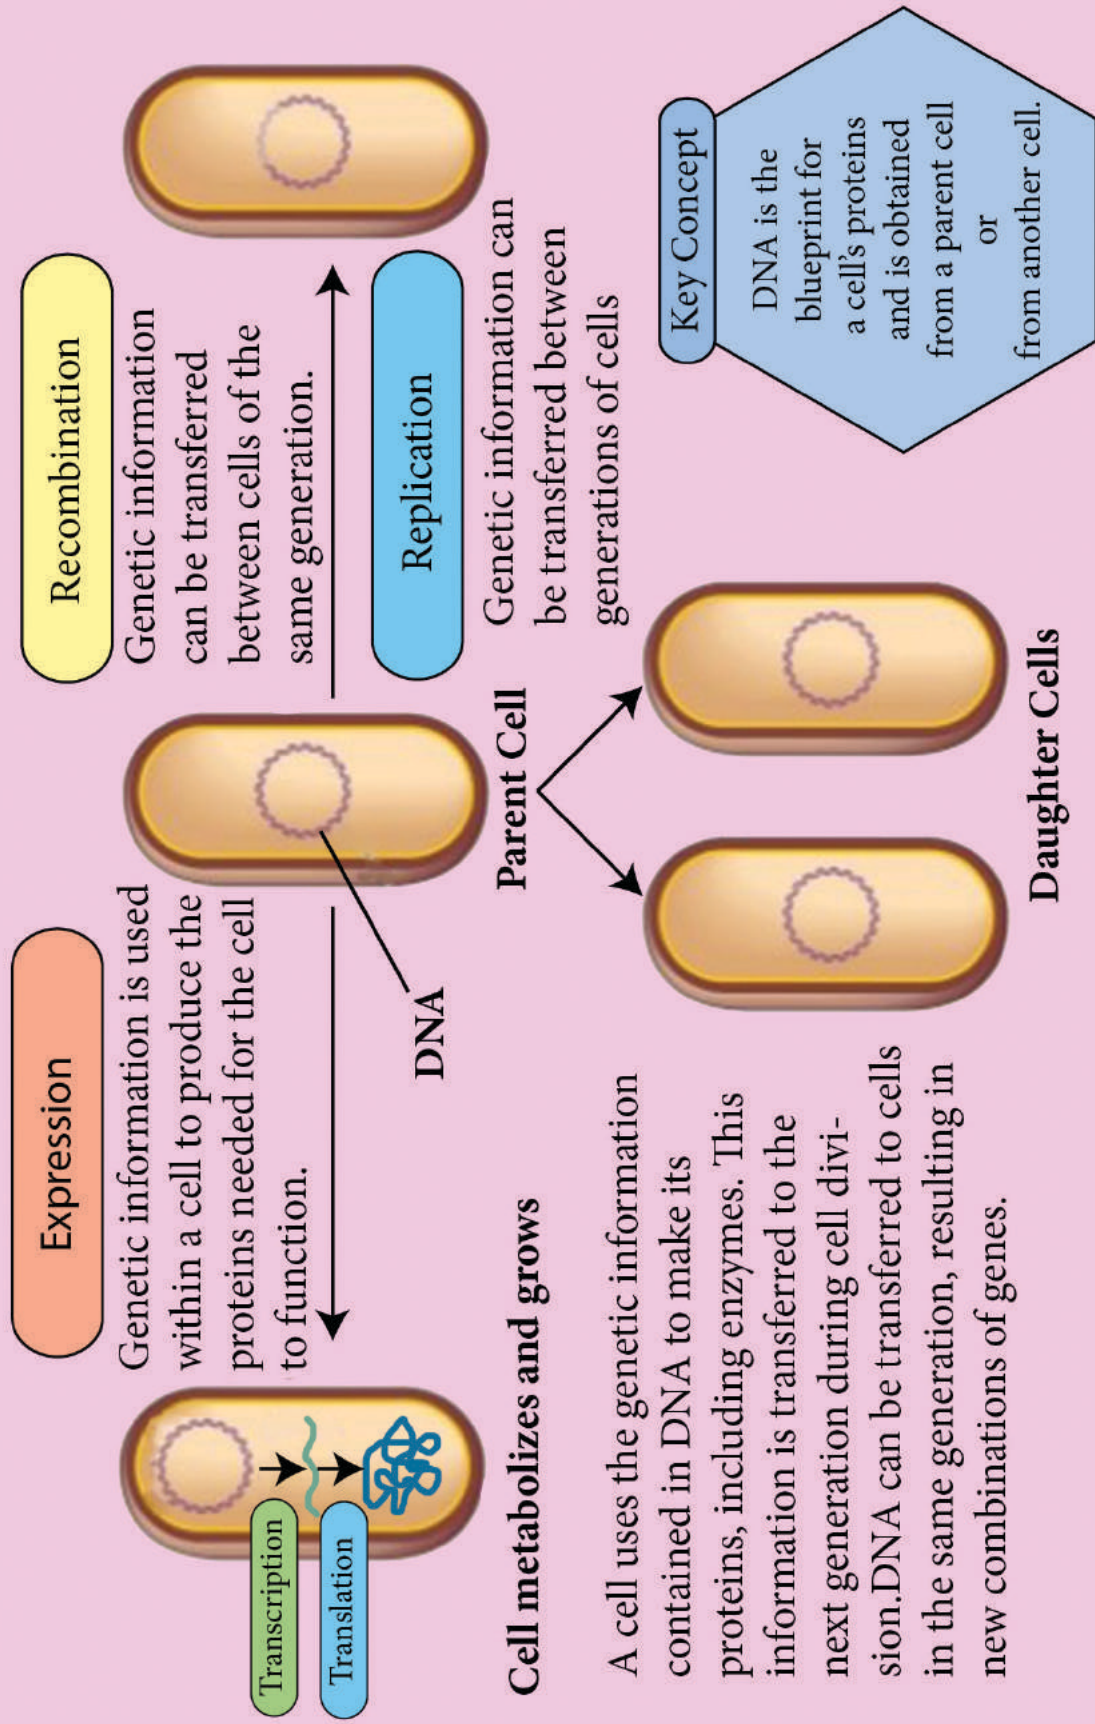 Expression
Genetic information is used
within a cell to produce the
proteins needed for the cell
to function.
Recombination
Genetic information
can be transferred
between cells of the
same generation.
Transcription
Translation
Cell metabolizes and grows
DNA
Parent Cell
Replication
Genetic information can
be transferred between
generations of cells
A cell uses the genetic information
contained in DNA to make its
proteins, including enzymes. This
information is transferred to the
next generation during cell divi-
sion.DNA can be transferred to cells
in the same generation, resulting in
new combinations of genes.
Daughter Cells
Key Concept
DNA is the
blueprint for
a cell's proteins
and is obtained
from a parent cell
or
from another cell.